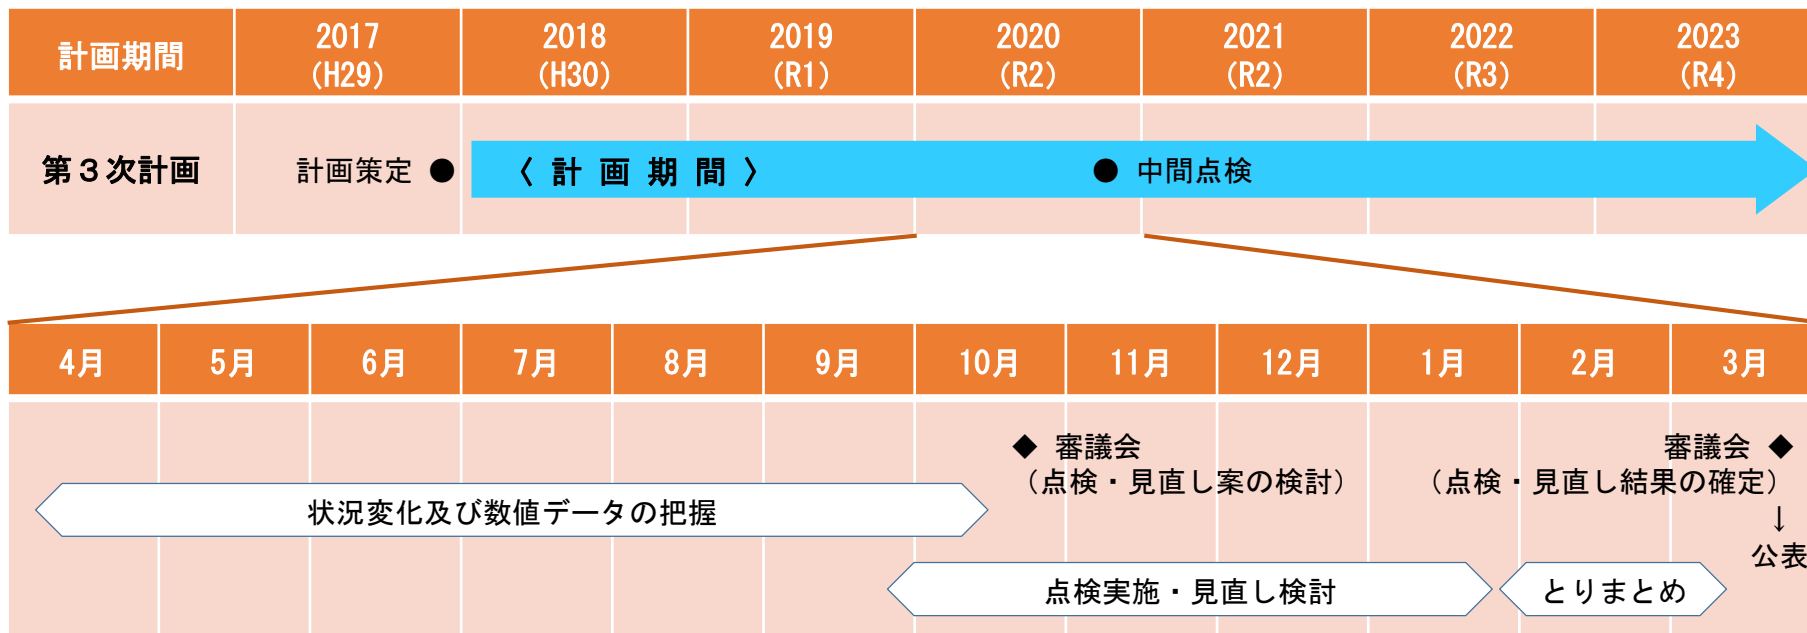 計画期間
2017
(H29)
2018
(H30)
2019
(R1)
2020
(R2)
2021
(R2)
2022
(R3)
2023
(R4)
第３次計画
計画策定 ●
〈 計 画 期 間 〉
● 中間点検
4月 5月 6月 7月 8月 9月 10月 11月 12月 1月 2月 3月
◆ 審議会
（点検・見直し案の検討）
審議会 ◆
（点検・見直し結果の確定）
↓
公表
状況変化及び数値データの把握
点検実施・見直し検討
とりまとめ